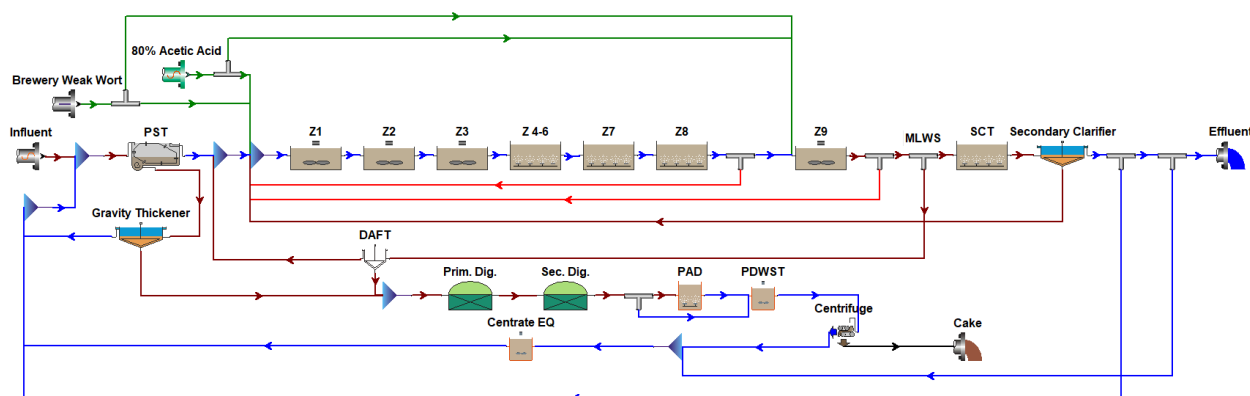 80% Acetic Acid
Brewery Weak Wort
Influent
PST
Z1
Z2
Z3
Z 4-6
Z7
Z8
Z9
MLWS
SCT
Secondary Clarifier
Effluent
Gravity Thickener
DAFT
Prim. Dig.
Sec. Dig.
PAD
PDWST
Centrifuge
Cake
Centrate EQ